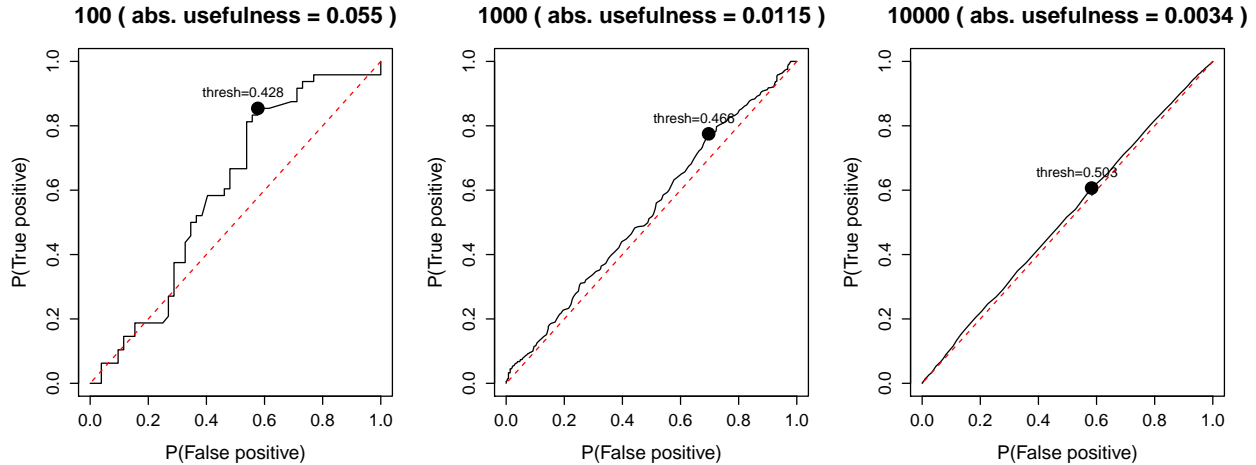 100 ( abs. usefulness = 0.055 )
P(True positive)
1.0
0.8
0.6
0.4
0.2
0.0
thresh=0.428
0.0 0.2 0.4 0.6 0.8 1.0
P(False positive)
1000 ( abs. usefulness = 0.0115 )
P(True positive)
1.0
0.8
0.6
0.4
0.2
0.0
thresh=0.466
0.0 0.2 0.4 0.6 0.8 1.0
P(False positive)
10000 ( abs. usefulness = 0.0034 )
P(True positive)
1.0
0.8
0.6
0.4
0.2
0.0
thresh=0.503
0.0 0.2 0.4 0.6 0.8 1.0
P(False positive)